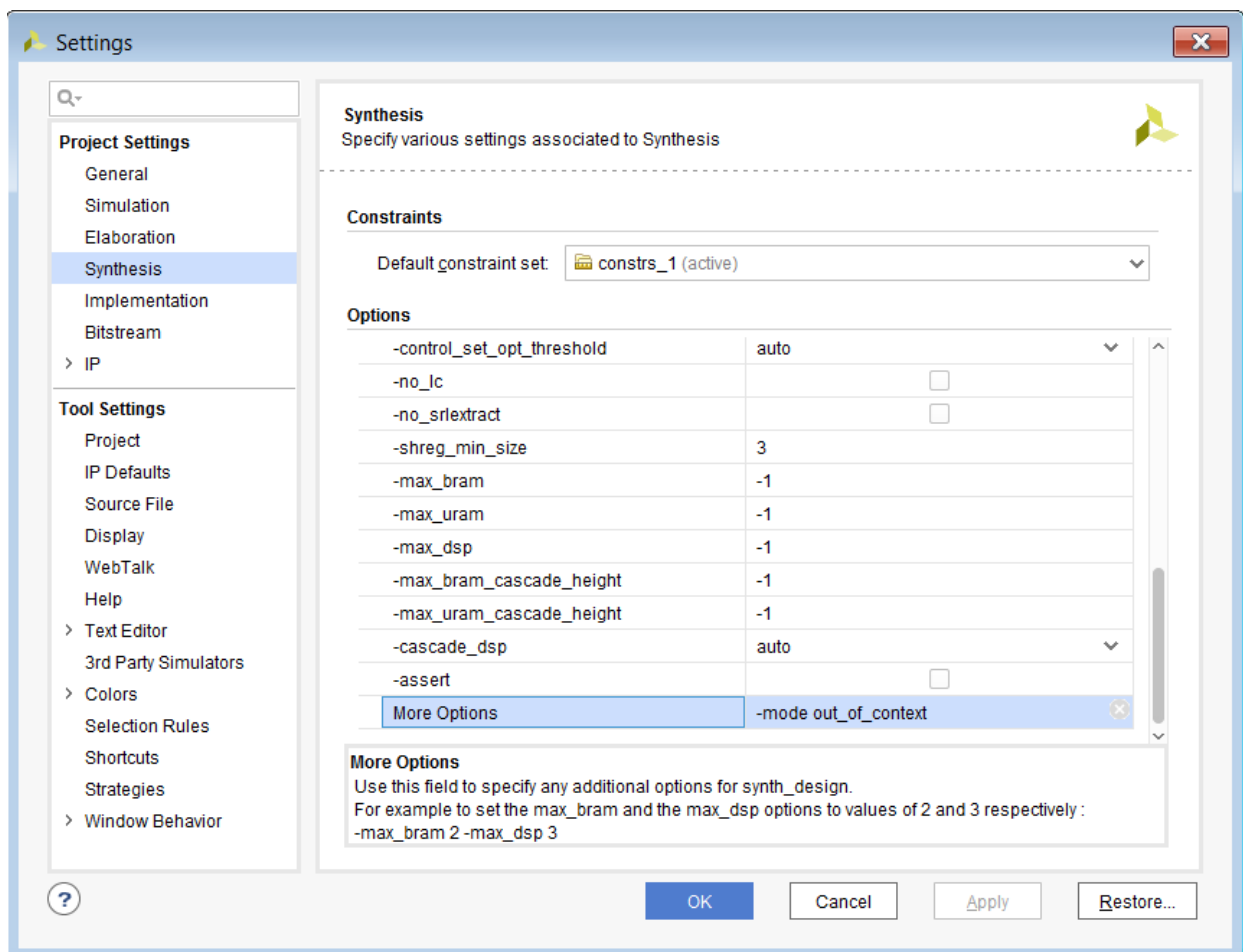 Settings
Project Settings
General
Simulation
Elaboration
Synthesis
Implementation
Bitstream
> IP
Tool Settings
Project
IP Defaults
Source File
Display
WebTalk
Help
> Text Editor
3rd Party Simulators
> Colors
Selection Rules
Shortcuts
Strategies
> Window Behavior
Synthesis
Specify various settings associated to Synthesis
Constraints
Default constraint set: constrs_1 (active)
Options
-control_set_opt_threshold auto
-no_lc
-no_srlextract
-shreg_min_size 3
-max_bram -1
-max_uram -1
-max_dsp -1
-max_bram_cascade_height -1
-max_uram_cascade_height -1
-cascade_dsp auto
-assert
More Options -mode out_of_context
More Options
Use this field to specify any additional options for synth_design.
For example to set the max_bram and the max_dsp options to values of 2 and 3 respectively :
-max_bram 2 -max_dsp 3
? OK Cancel Apply Restore...